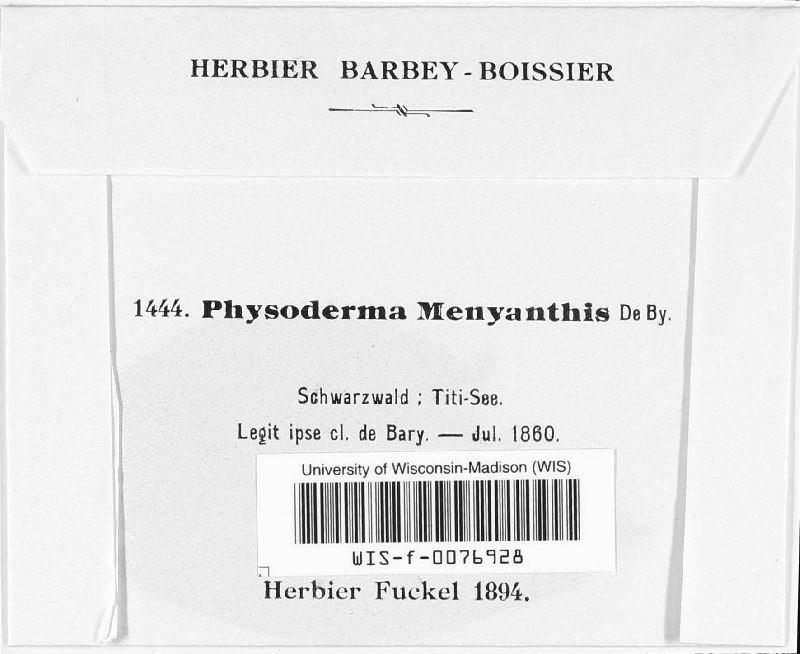 HERBIER BARBEY-BOISSIER
1444. Physoderma Menyanthis De By.
Schwarzwald ; Titi-See.
Legit ipse cl. de Bary. — Jul. 1860.
University of Wisconsin-Madison (WIS)
WIS-f-0076928
Herbier Fuckel 1894.